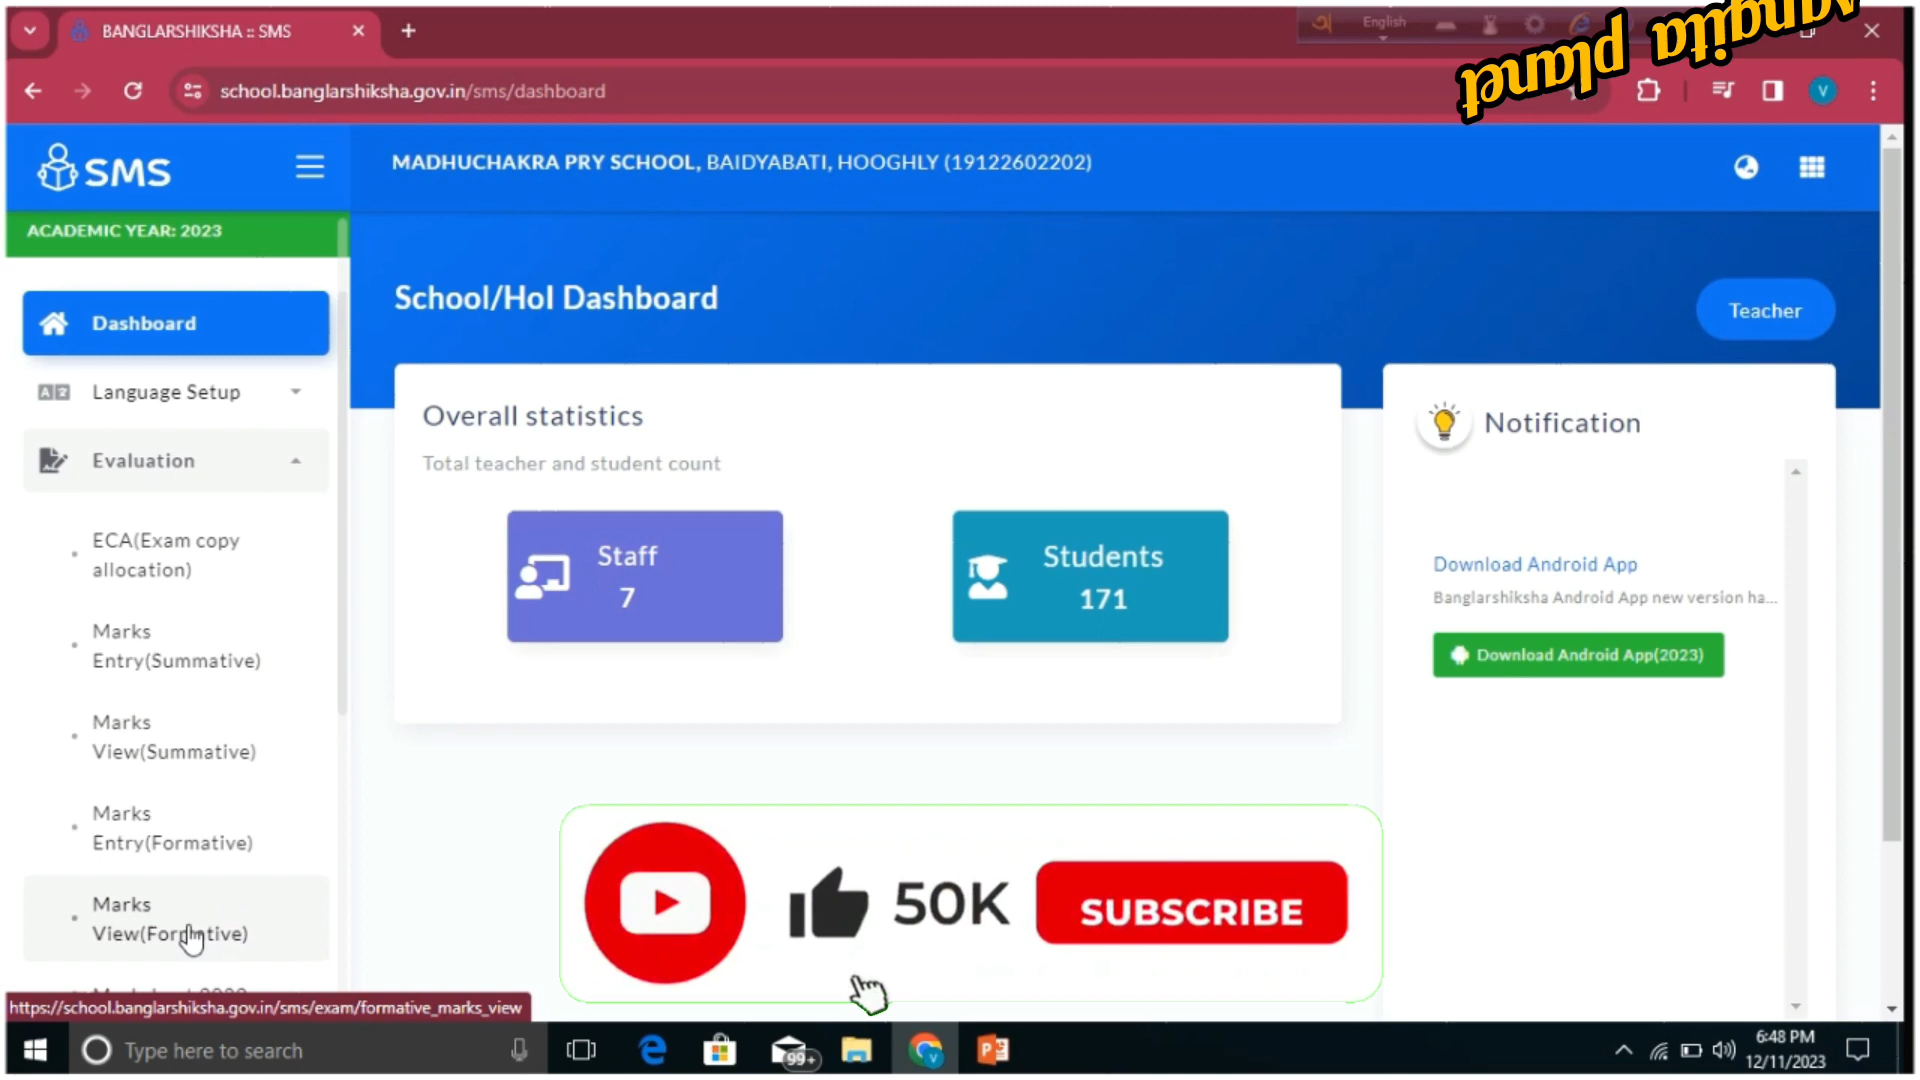 BANGLARSHIKSHA :: SMS
English
planet
school.banglarshiksha.gov.in/sms/dashboard
V
SMS
MADHUCHAKRA PRY SCHOOL, BAIDYABATI, HOOGHLY (19122602202)
ACADEMIC YEAR: 2023
School/HoI Dashboard
Teacher
Dashboard
Language Setup
Evaluation
ECA(Exam copy
allocation)
Marks
Entry(Summative)
Marks
View(Summative)
Marks
Entry(Formative)
Marks
View(Formative)
Overall statistics
Total teacher and student count
Staff
7
Students
171
Notification
Download Android App
Banglarshiksha Android App new version ha...
Download Android App(2023)
50K
SUBSCRIBE
https://school.banglarshiksha.gov.in/sms/exam/formative_marks_view
Type here to search
99+
6:48 PM
12/11/2023